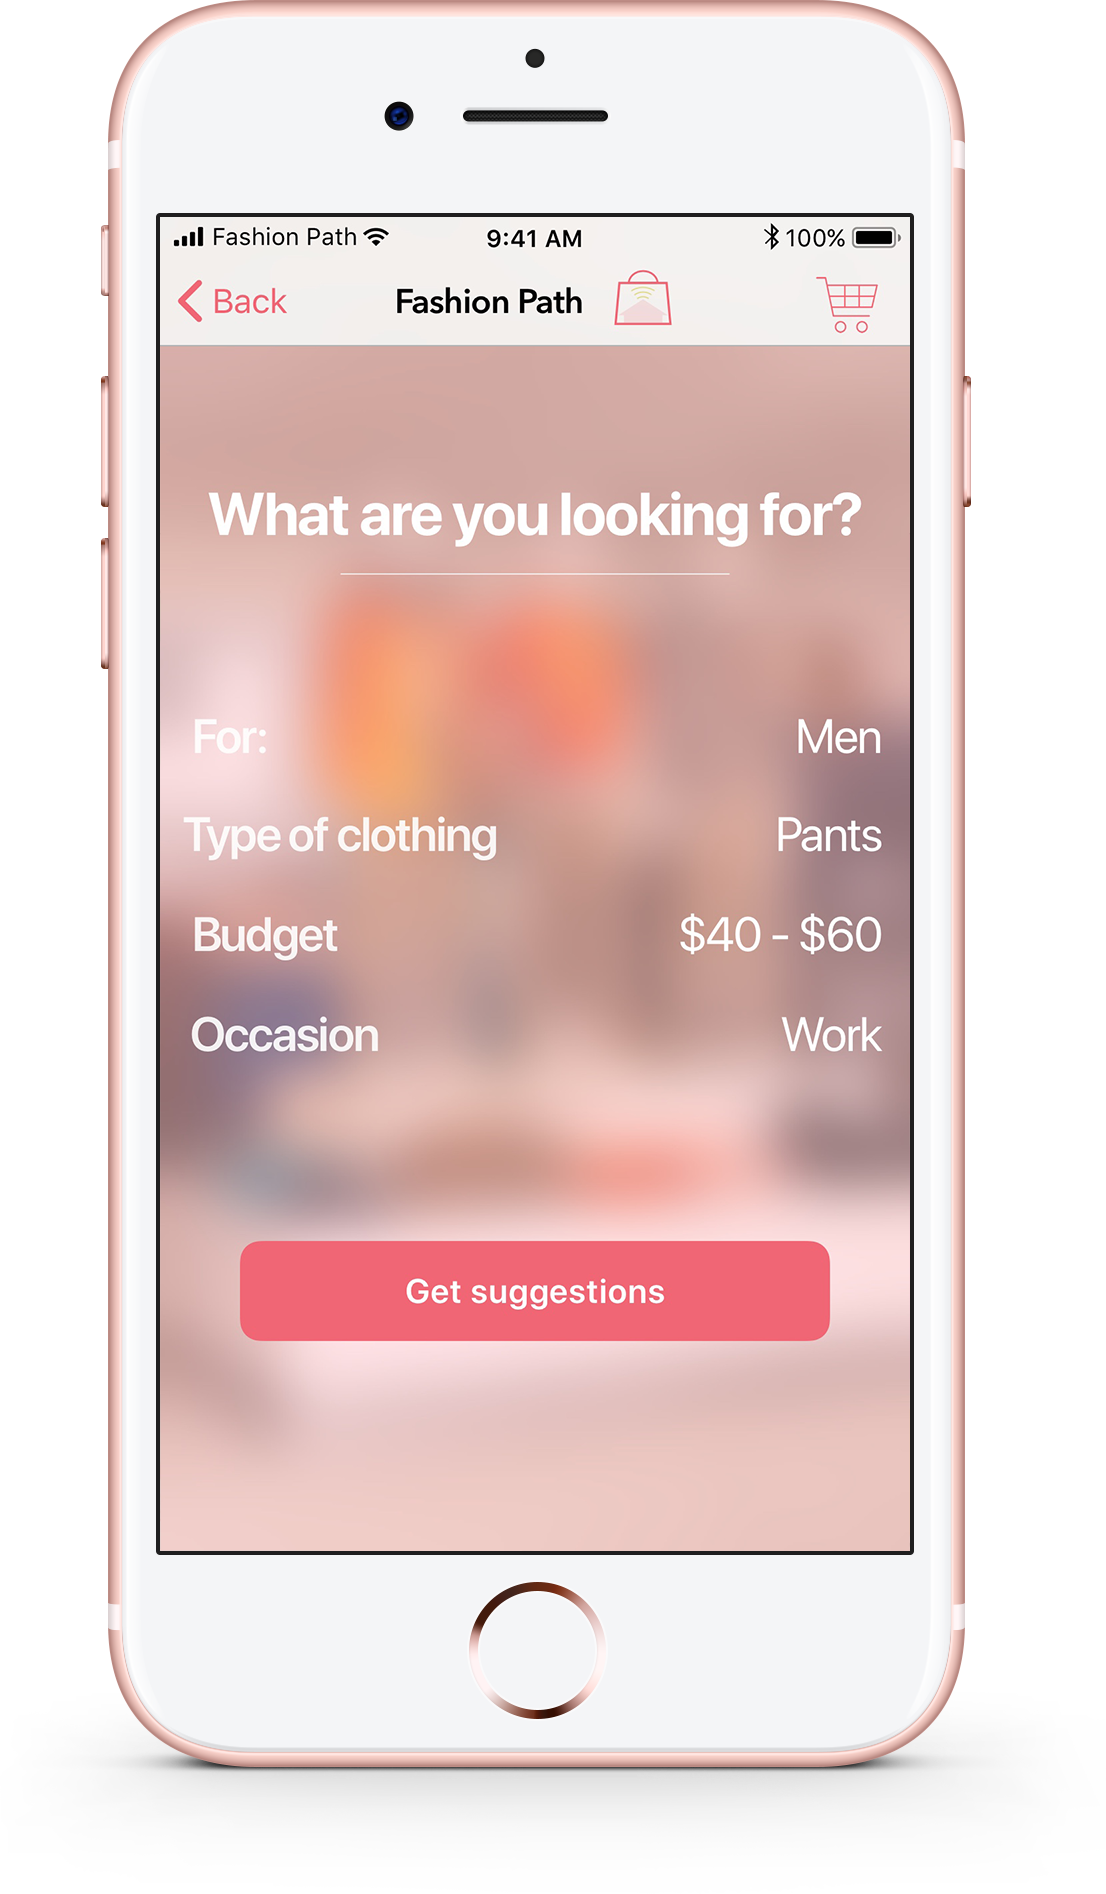 Fashion Path 9:41 AM 100%
Back Fashion Path
What are you looking for?
For: Men
Type of clothing Pants
Budget $40 - $60
Occasion Work
Get suggestions